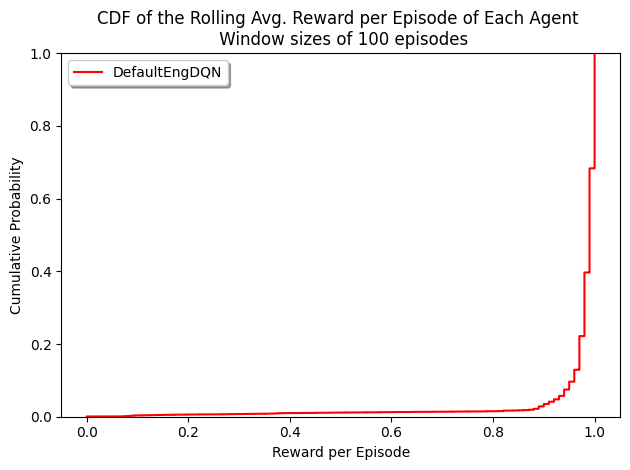 CDF of the Rolling Avg. Reward per Episode of Each Agent
Window sizes of 100 episodes
DefaultEngDQN
1.0
0.8
0.6
0.4
0.2
0.0
Cumulative Probability
0.0 0.2 0.4 0.6 0.8 1.0
Reward per Episode